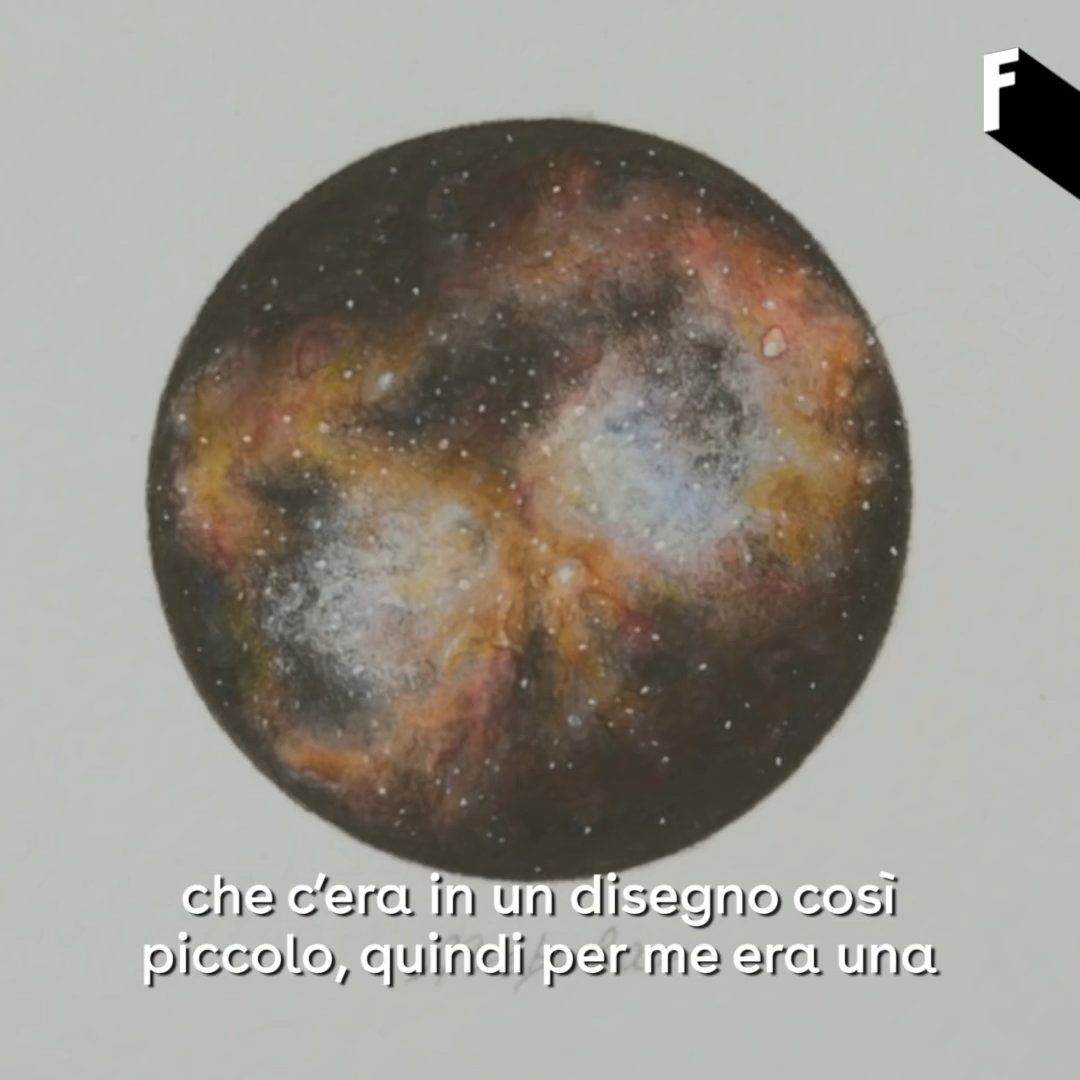 F
che c'era in un disegno così
piccolo, quindi per me era una